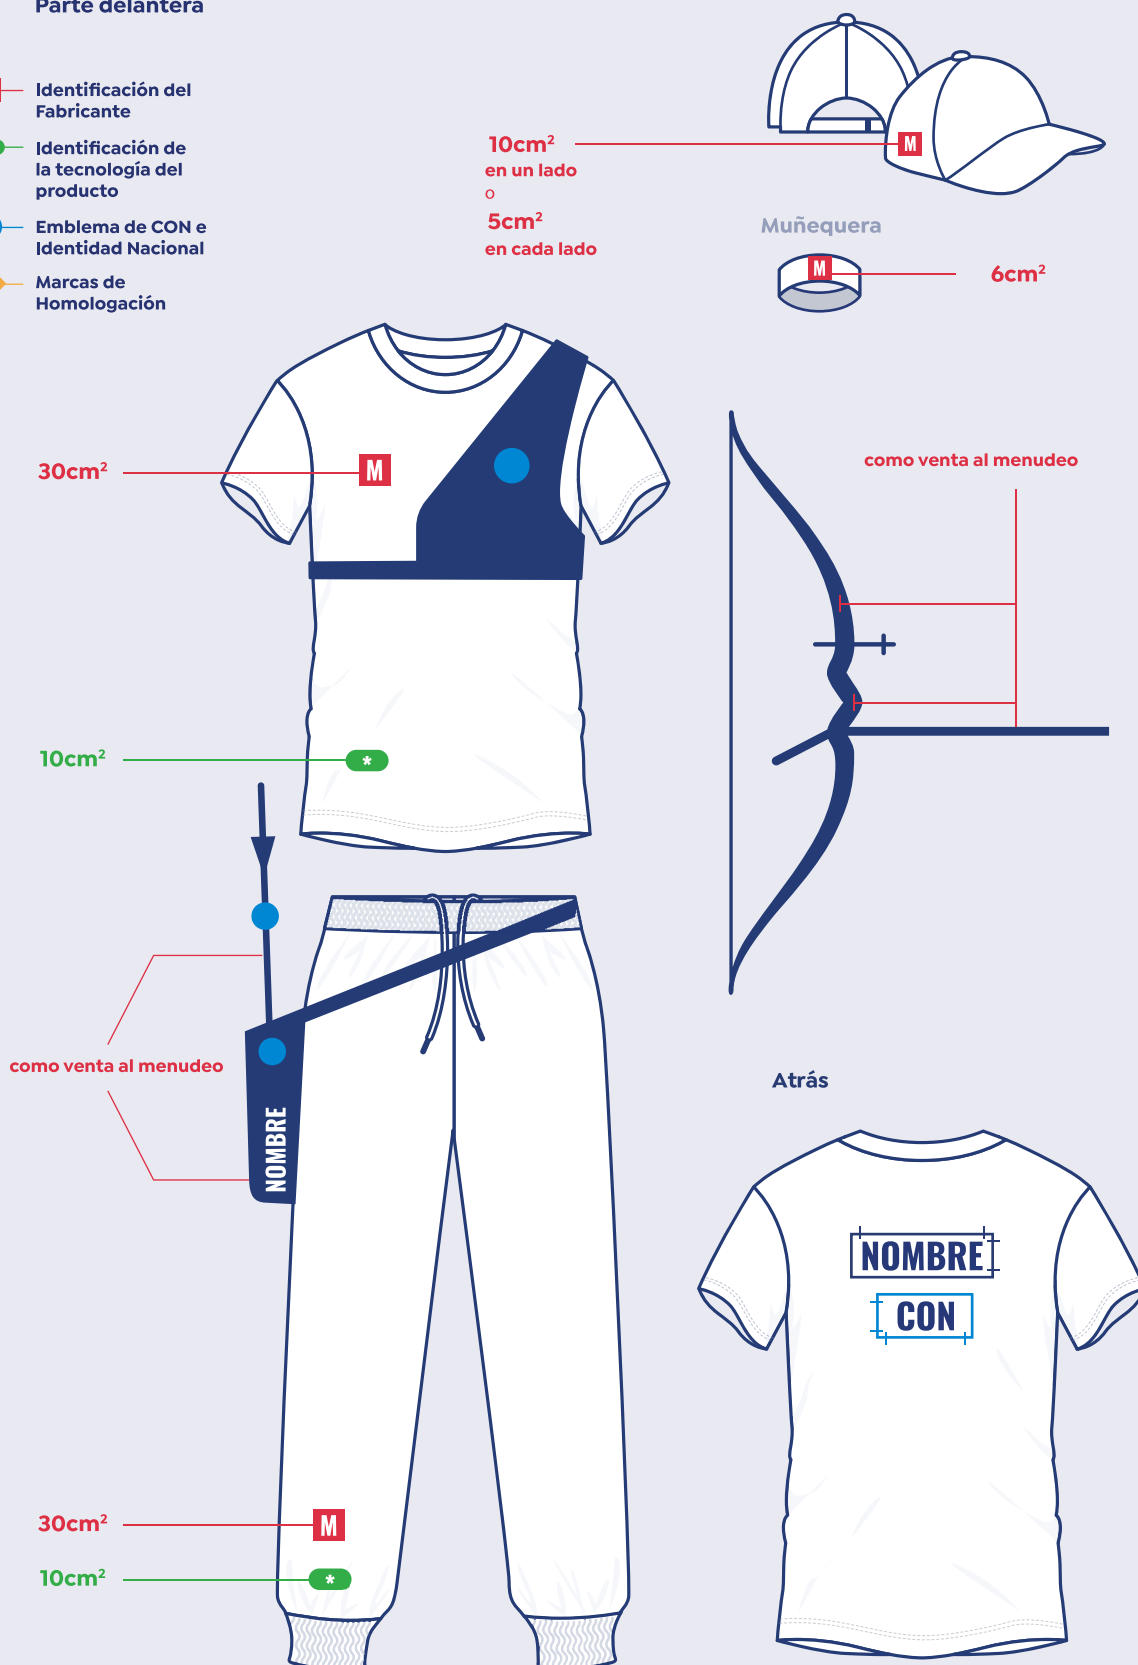 Parte delantera
Identificación del
Fabricante
Identificación de
la tecnología del
producto
Emblema de CON e
Identidad Nacional
Marcas de
Homologación
10cm²
en un lado
o
5cm²
en cada lado
M
Muñequera
M
6cm²
30cm²
M
como venta al menudeo
10cm²
*
como venta al menudeo
NOMBRE
Atrás
NOMBRE
CON
30cm²
M
10cm²
*